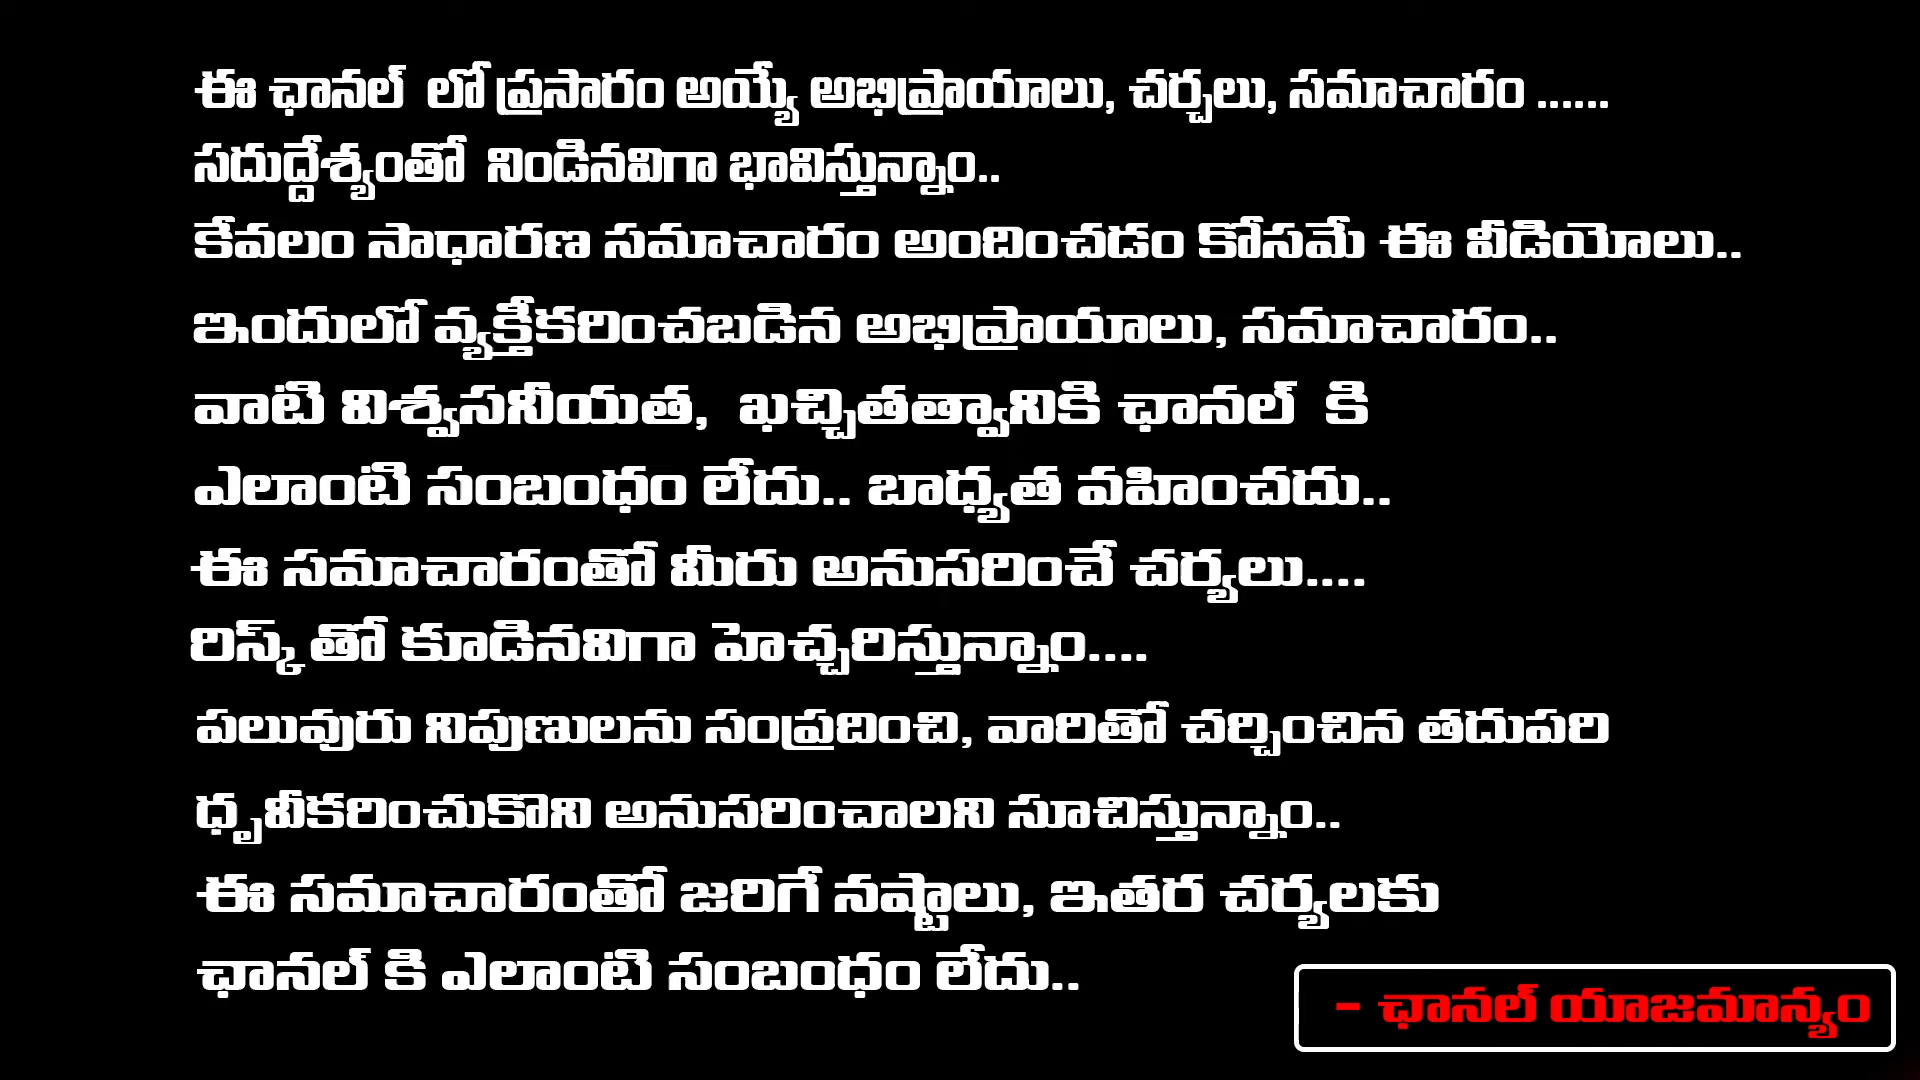 ఈ ఛానల్ లో ప్రసారం అయ్యే అభిప్రాయాలు, చర్చలు, సమాచారం ......
సదుద్దేశ్యంతో నిండినవిగా భావిస్తున్నాం..
కేవలం సాధారణ సమాచారం అందించడం కోసమే ఈ వీడియోలు..
ఇందులో వ్యక్తీకరించబడిన అభిప్రాయాలు, సమాచారం..
వాటి విశ్వసనీయత, ఖచ్చితత్వానికి ఛానల్ కి
ఎలాంటి సంబంధం లేదు.. బాధ్యత వహించదు..
ఈ సమాచారంతో మీరు అనుసరించే చర్యలు....
రిస్క్ తో కూడినవిగా హెచ్చరిస్తున్నాం....
పలువురు నిపుణులను సంప్రదించి, వారితో చర్చించిన తదుపరి
ధృవీకరించుకొని అనుసరించాలని సూచిస్తున్నాం..
ఈ సమాచారంతో జరిగే నష్టాలు, ఇతర చర్యలకు
ఛానల్ కి ఎలాంటి సంబంధం లేదు..
- ఛానల్ యాజమాన్యం